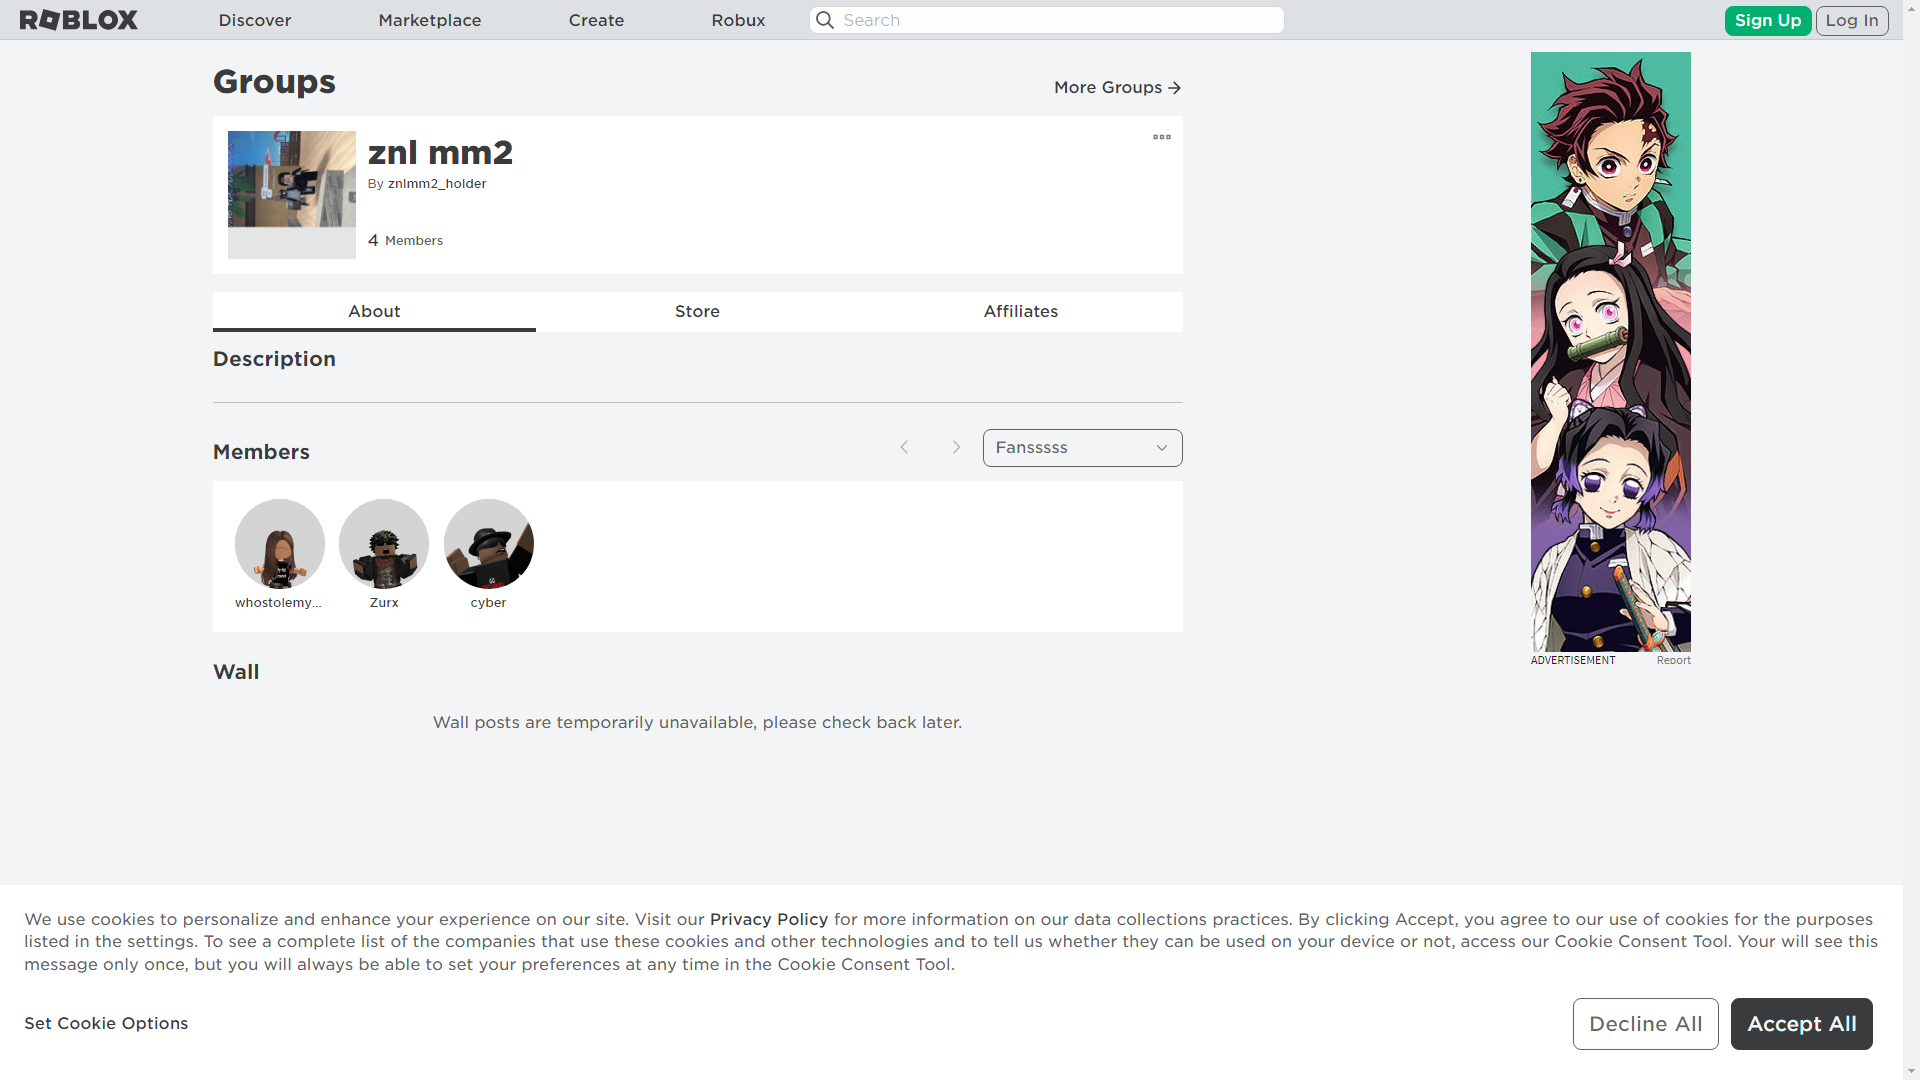 ROBLOX
Discover
Marketplace
Create
Robux
Search
Sign Up
Log In
Groups
More Groups
znl mm2
By znlmm2_holder
4 Members
About
Store
Affiliates
Description
Members
Fansssss
whostolemy...
Zurx
cyber
Wall
Wall posts are temporarily unavailable, please check back later.
ADVERTISEMENT
Report
We use cookies to personalize and enhance your experience on our site. Visit our Privacy Policy for more information on our data collections practices. By clicking Accept, you agree to our use of cookies for the purposes
listed in the settings. To see a complete list of the companies that use these cookies and other technologies and to tell us whether they can be used on your device or not, access our Cookie Consent Tool. Your will see this
message only once, but you will always be able to set your preferences at any time in the Cookie Consent Tool.
Set Cookie Options
Decline All
Accept All